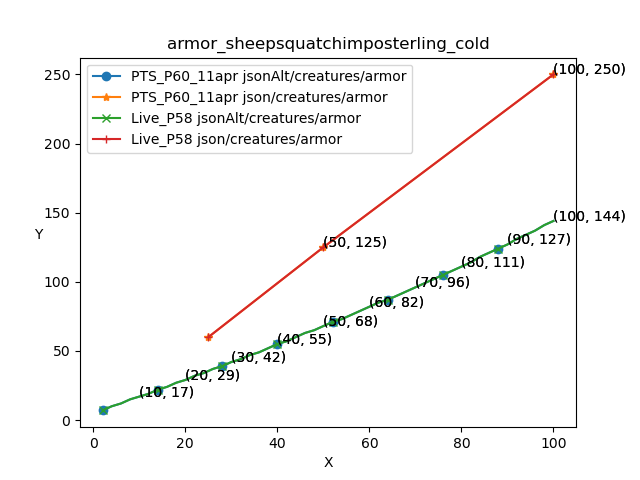 armor_sheepsquatchimposterling_cold
PTS_P60_11apr jsonAlt/creatures/armor
PTS_P60_11apr json/creatures/armor
Live_P58 jsonAlt/creatures/armor
Live_P58 json/creatures/armor
(100, 250)
(50, 125)
(100, 144)
(90, 127)
(80, 111)
(70, 96)
(60, 82)
(50, 68)
(40, 55)
(30, 42)
(20, 29)
(10, 17)
250
200
150
100
50
0
Y
0 20 40 60 80 100
X